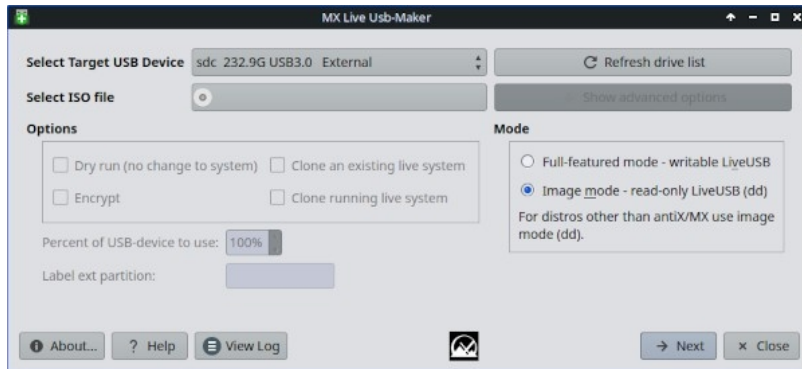 MX Live Usb-Maker
Select Target USB Device sdc 232.9G USB3.0 External Refresh drive list
Select ISO file Show advanced options
Options Mode
Dry run (no change to system) Clone an existing live system Full-featured mode - writable LiveUSB
Encrypt Clone running live system Image mode - read-only LiveUSB (dd)
For distros other than antiX/MX use image
mode (dd).
Percent of USB-device to use: 100%
Label ext partition:
About... ? Help View Log Next Close